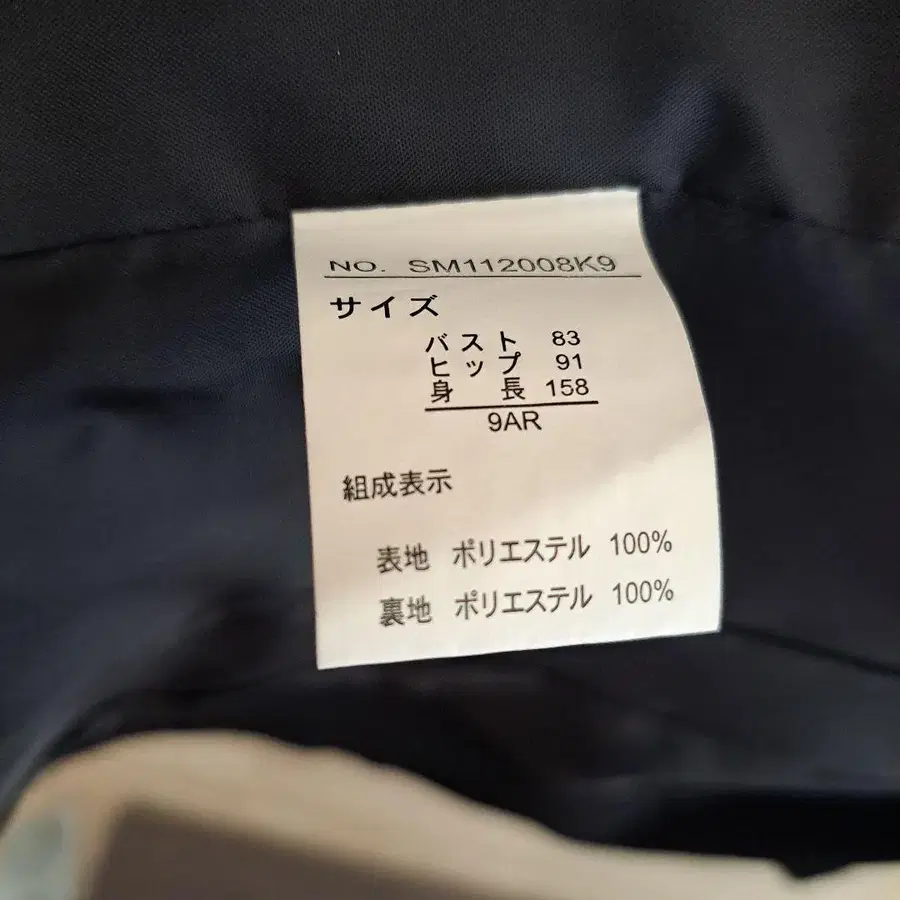 NO. SM112008K9
サイズ
バスト 83
ヒップ 91
身長 158
9AR
組成表示
表地 ポリエステル 100%
裏地 ポリエステル 100%